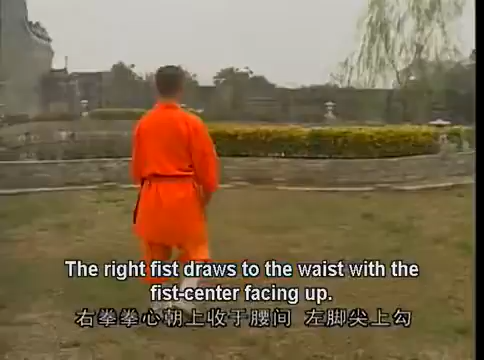 The right fist draws to the waist with the
fist-center facing up.
右拳拳心朝上收于腰间 左脚尖上勾